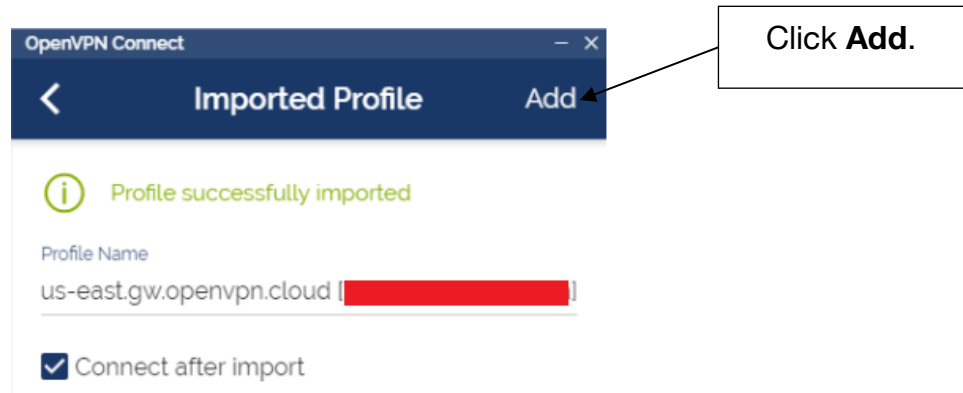 OpenVPN Connect
Click Add.
Imported Profile
Add
Profile successfully imported
Profile Name
us-east.gw.openvpn.cloud [ ]
Connect after import